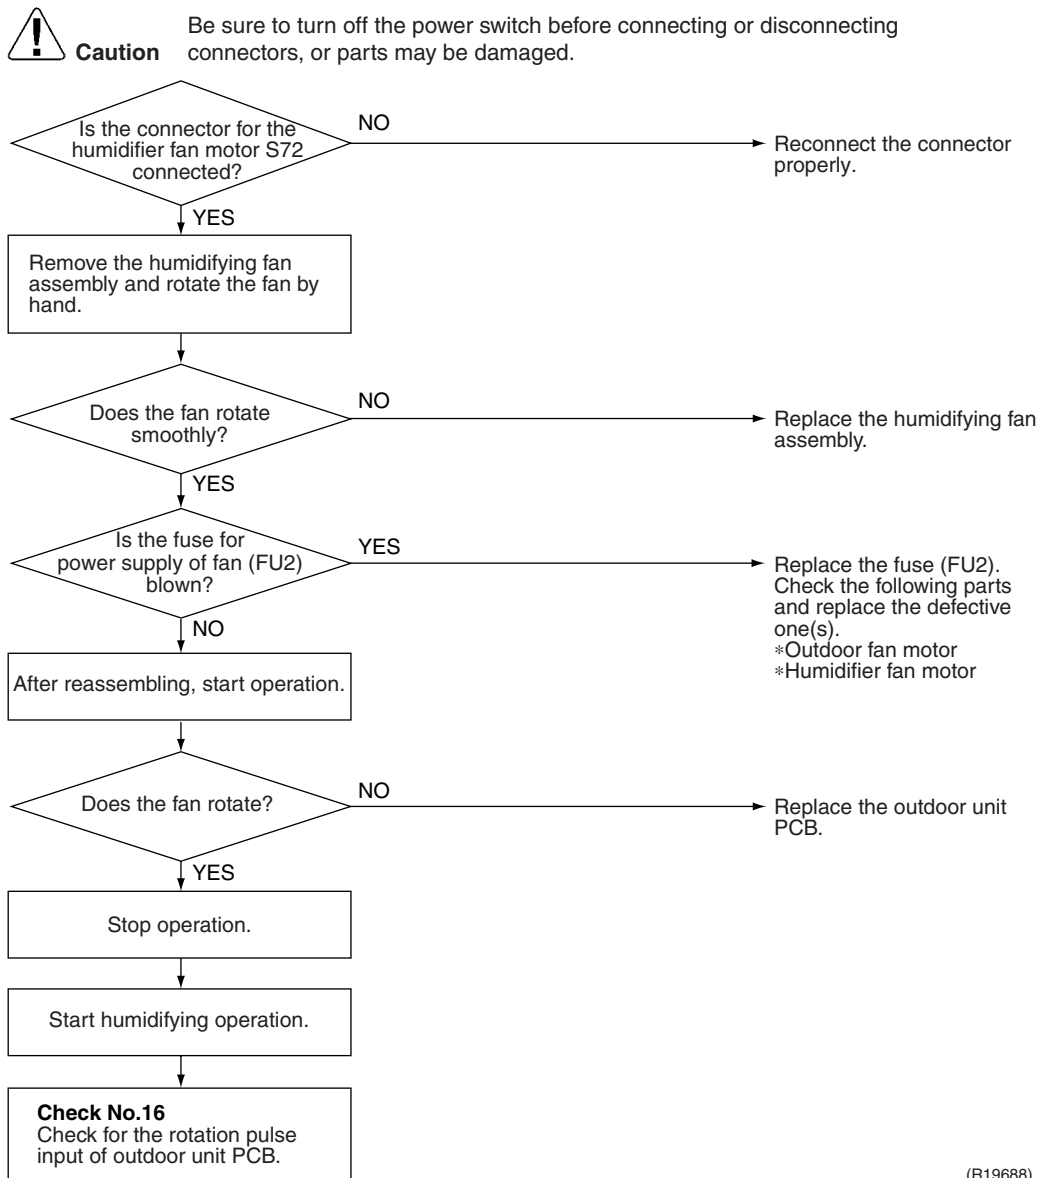 Be sure to turn off the power switch before connecting or disconnecting
Caution connectors, or parts may be damaged.
Is the connector for the
humidifier fan motor S72
connected?
NO
Reconnect the connector
properly.
YES
Remove the humidifying fan
assembly and rotate the fan by
hand.
Does the fan rotate
smoothly?
NO
Replace the humidifying fan
assembly.
YES
Is the fuse for
power supply of fan (FU2)
blown?
YES
Replace the fuse (FU2).
Check the following parts
and replace the defective
one(s).
*Outdoor fan motor
*Humidifier fan motor
NO
After reassembling, start operation.
Does the fan rotate?
NO
Replace the outdoor unit
PCB.
YES
Stop operation.
Start humidifying operation.
Check No.16
Check for the rotation pulse
input of outdoor unit PCB.
(R19688)